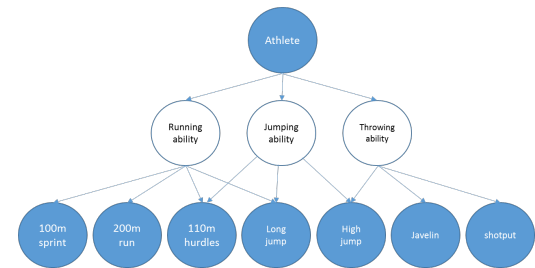 Athlete
Running
ability
Jumping
ability
Throwing
ability
100m
sprint
200m
run
110m
hurdles
Long
jump
High
jump
Javelin
shotput